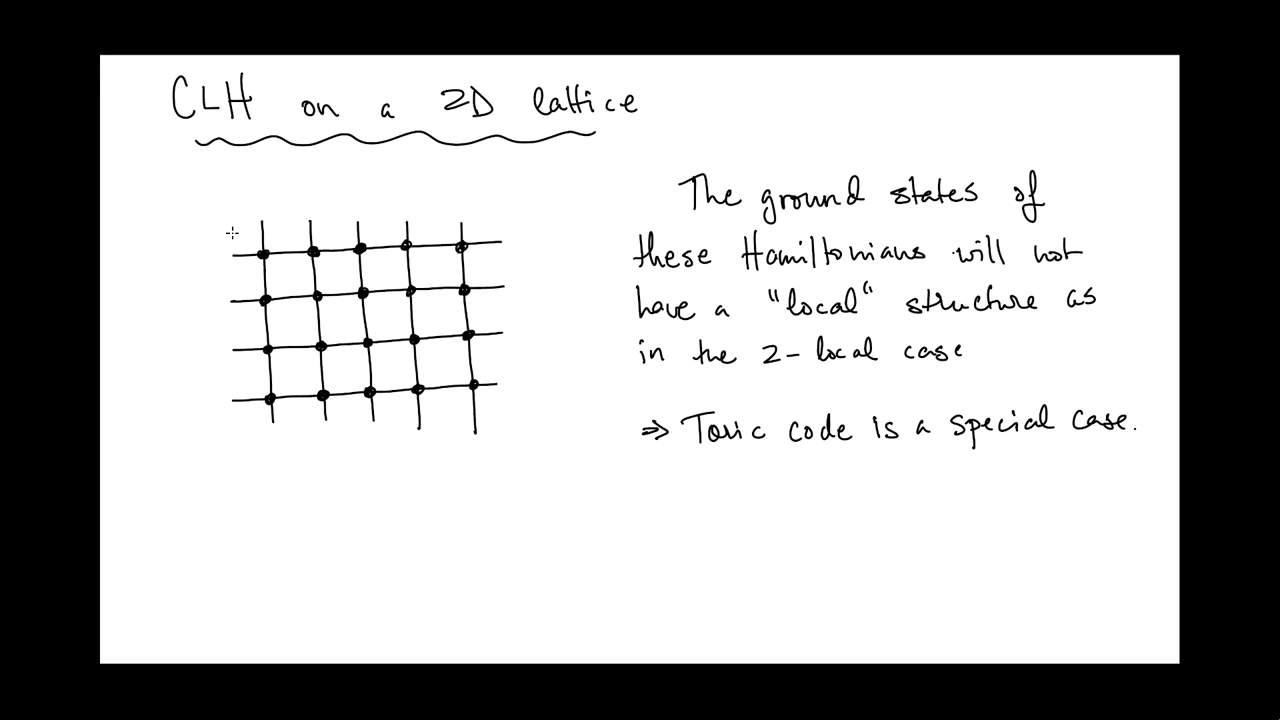 CLH on a 2D lattice
The ground states of
these Hamiltonians will not
have a "local" structure as
in the 2-local case
⇒ Toric code is a special case.